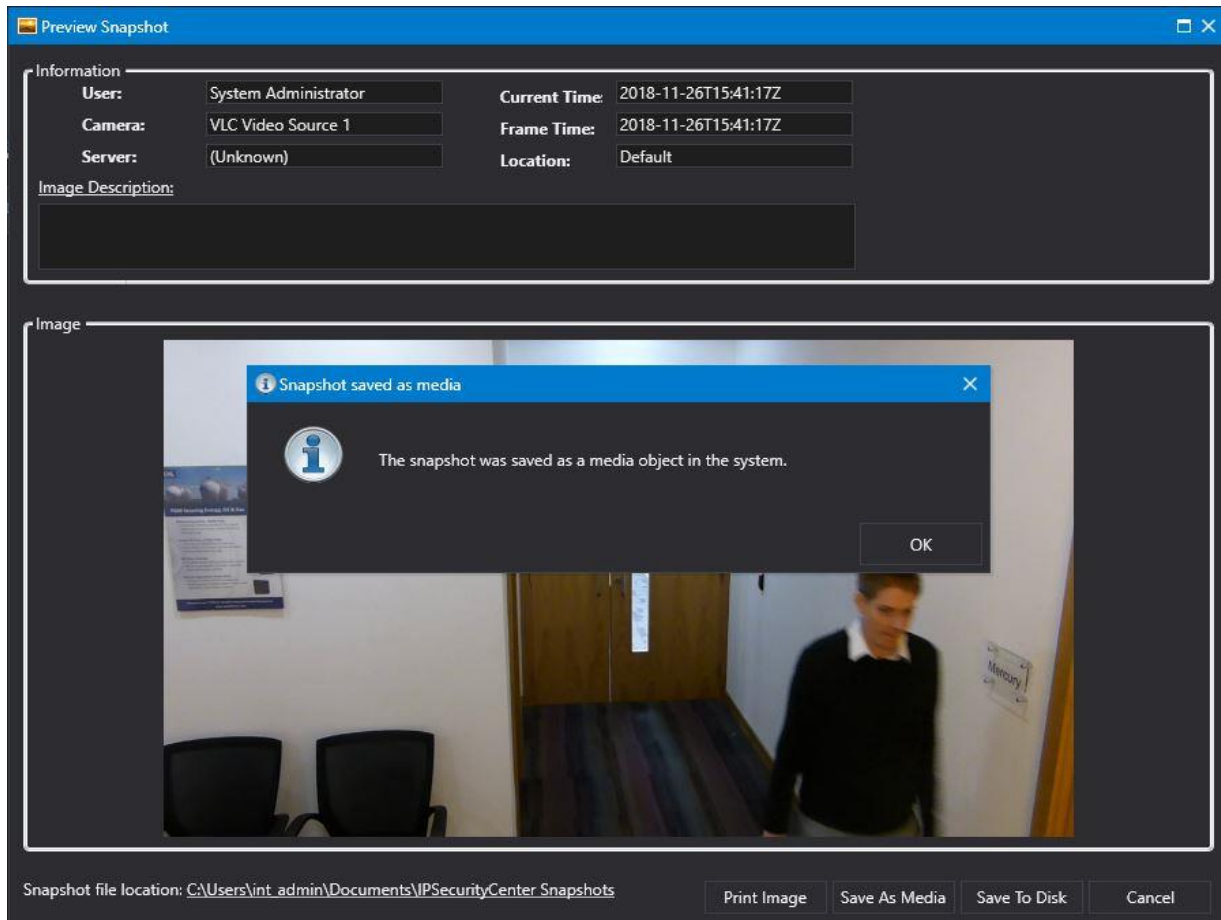 Preview Snapshot
Information
User: System Administrator Current Time: 2018-11-26T15:41:17Z
Camera: VLC Video Source 1 Frame Time: 2018-11-26T15:41:17Z
Server: (Unknown) Location: Default
Image Description:
Image
Snapshot saved as media
The snapshot was saved as a media object in the system.
OK
Mercury
Snapshot file location: C:\Users\int_admin\Documents\IPSecurityCenter Snapshots
Print Image Save As Media Save To Disk Cancel